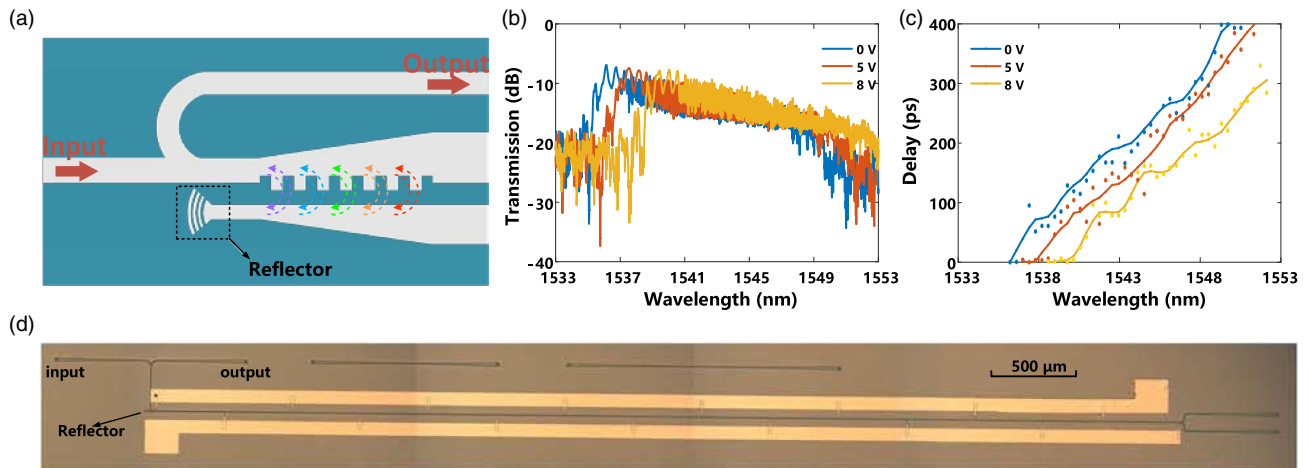 (a)
Output
Input
Reflector
(b)
0
-10
-20
-30
-40
Transmission (dB)
0 V
5 V
8 V
1533 1537 1541 1545 1549 1553
Wavelength (nm)
(c)
400
300
200
100
0
Delay (ps)
0 V
5 V
8 V
1533 1538 1543 1548 1553
Wavelength (nm)
(d)
input
output
500 μm
Reflector